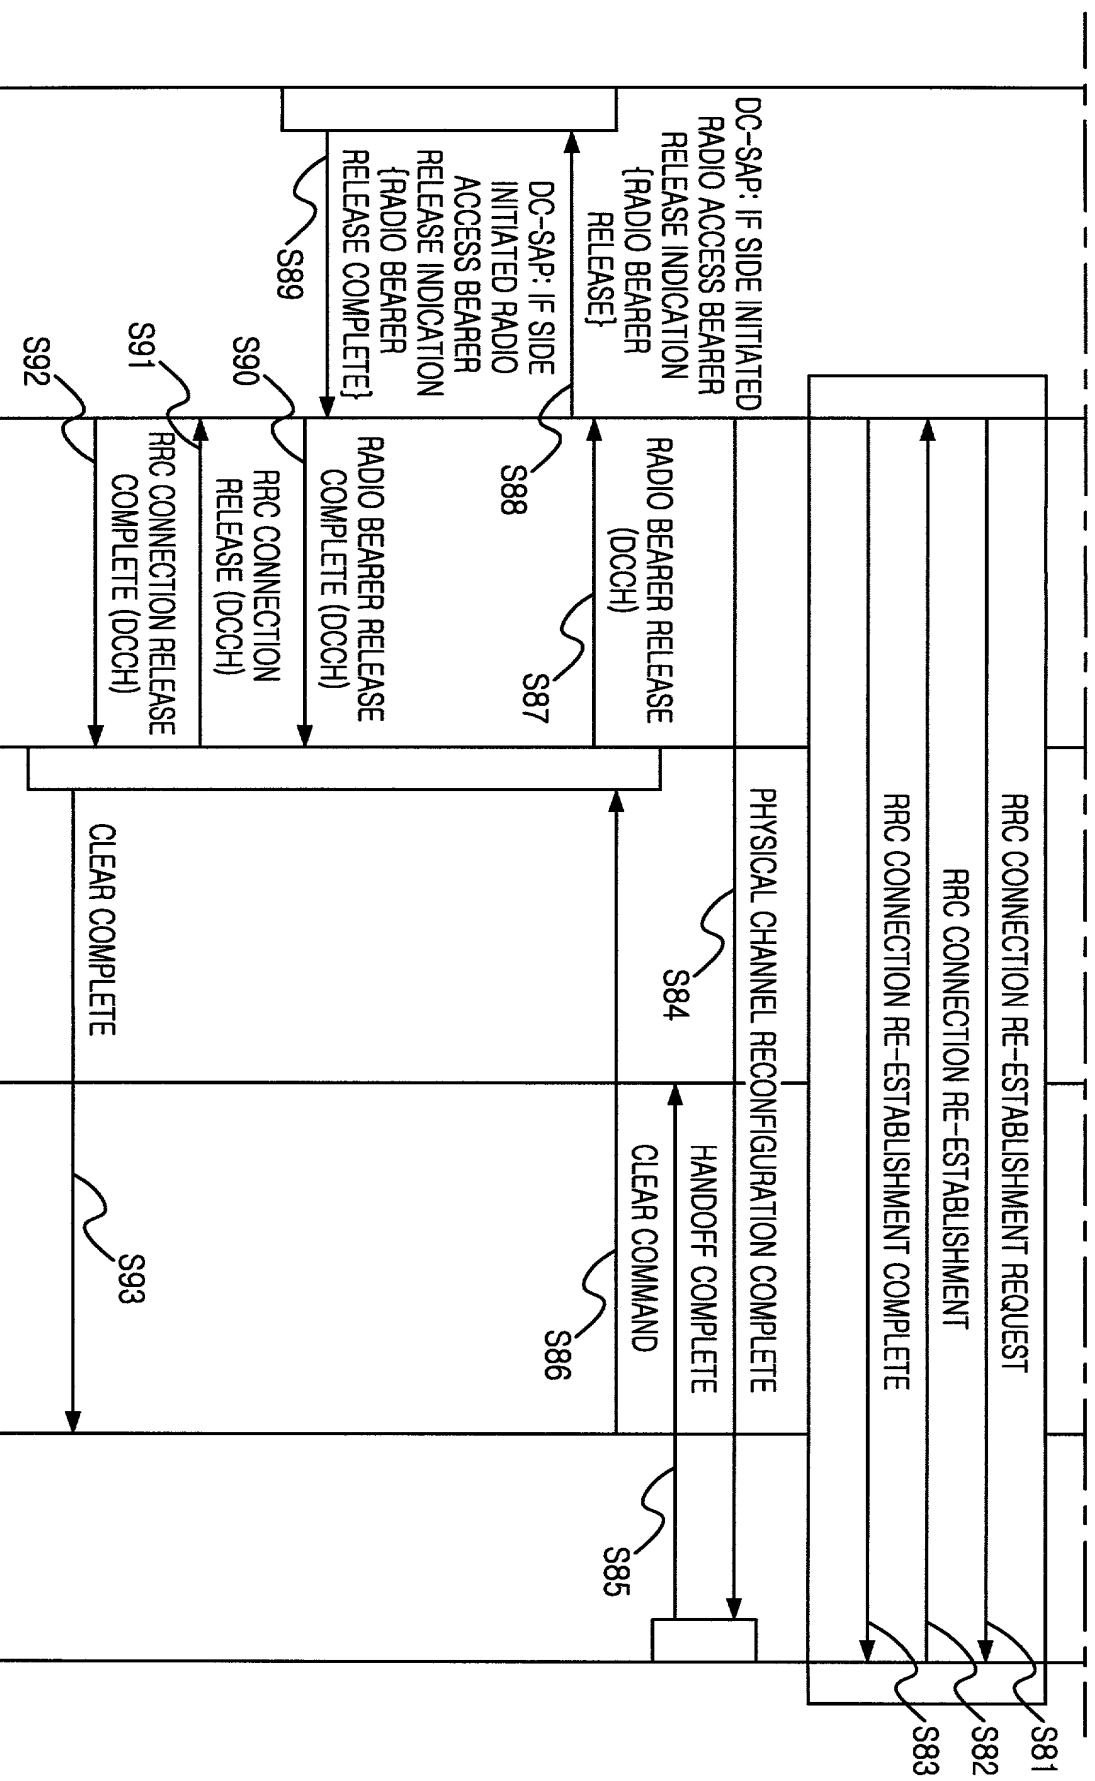 RRC CONNECTION RE-ESTABLISHMENT REQUEST
S81
RRC CONNECTION RE-ESTABLISHMENT
S82
RRC CONNECTION RE-ESTABLISHMENT COMPLETE
S83
PHYSICAL CHANNEL RECONFIGURATION COMPLETE
S84
HANDOFF COMPLETE
S85
CLEAR COMMAND
S86
RADIO BEARER RELEASE
(DCCH)
S87
DC-SAP: IF SIDE INITIATED
RADIO ACCESS BEARER
RELEASE INDICATION
{RADIO BEARER
RELEASE}
S88
DC-SAP: IF SIDE
INITIATED RADIO
ACCESS BEARER
RELEASE INDICATION
{RADIO BEARER
RELEASE COMPLETE}
S89
RADIO BEARER RELEASE
COMPLETE (DCCH)
S90
RRC CONNECTION
RELEASE (DCCH)
S91
RRC CONNECTION RELEASE
COMPLETE (DCCH)
S92
CLEAR COMPLETE
S93